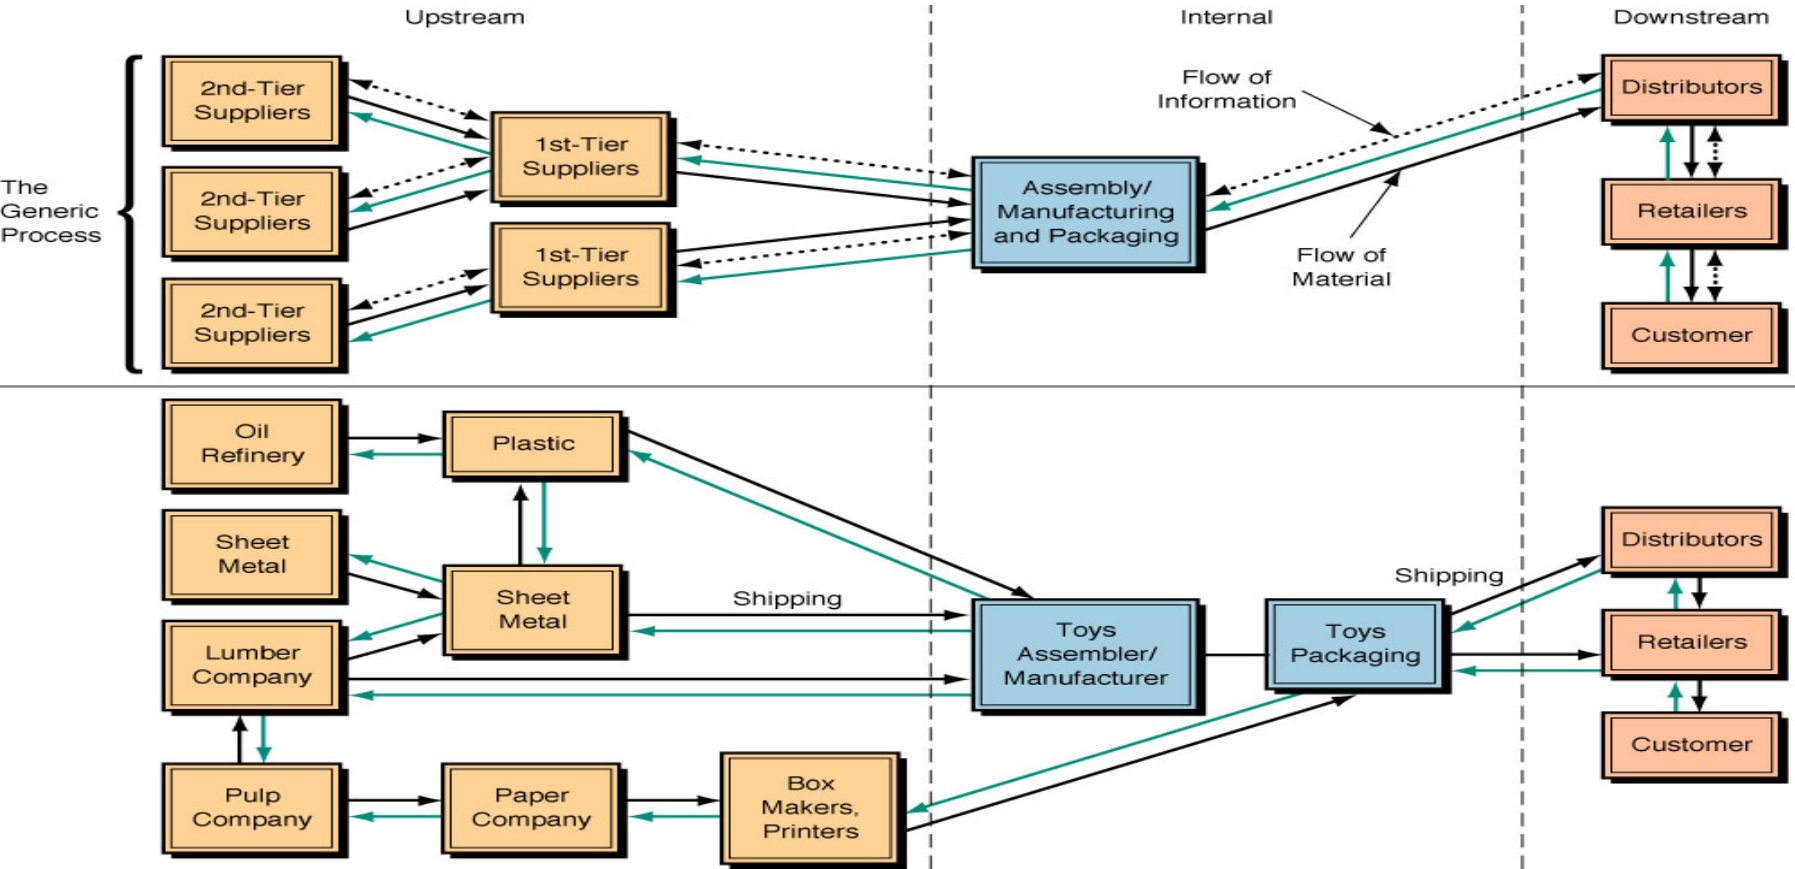 Upstream
Internal
Downstream
The
Generic
Process
2nd-Tier
Suppliers
2nd-Tier
Suppliers
2nd-Tier
Suppliers
1st-Tier
Suppliers
1st-Tier
Suppliers
Assembly/
Manufacturing
and Packaging
Flow of
Information
Flow of
Material
Distributors
Retailers
Customer
Oil
Refinery
Plastic
Sheet
Metal
Sheet
Metal
Shipping
Lumber
Company
Pulp
Company
Paper
Company
Box
Makers,
Printers
Toys
Assembler/
Manufacturer
Toys
Packaging
Shipping
Distributors
Retailers
Customer